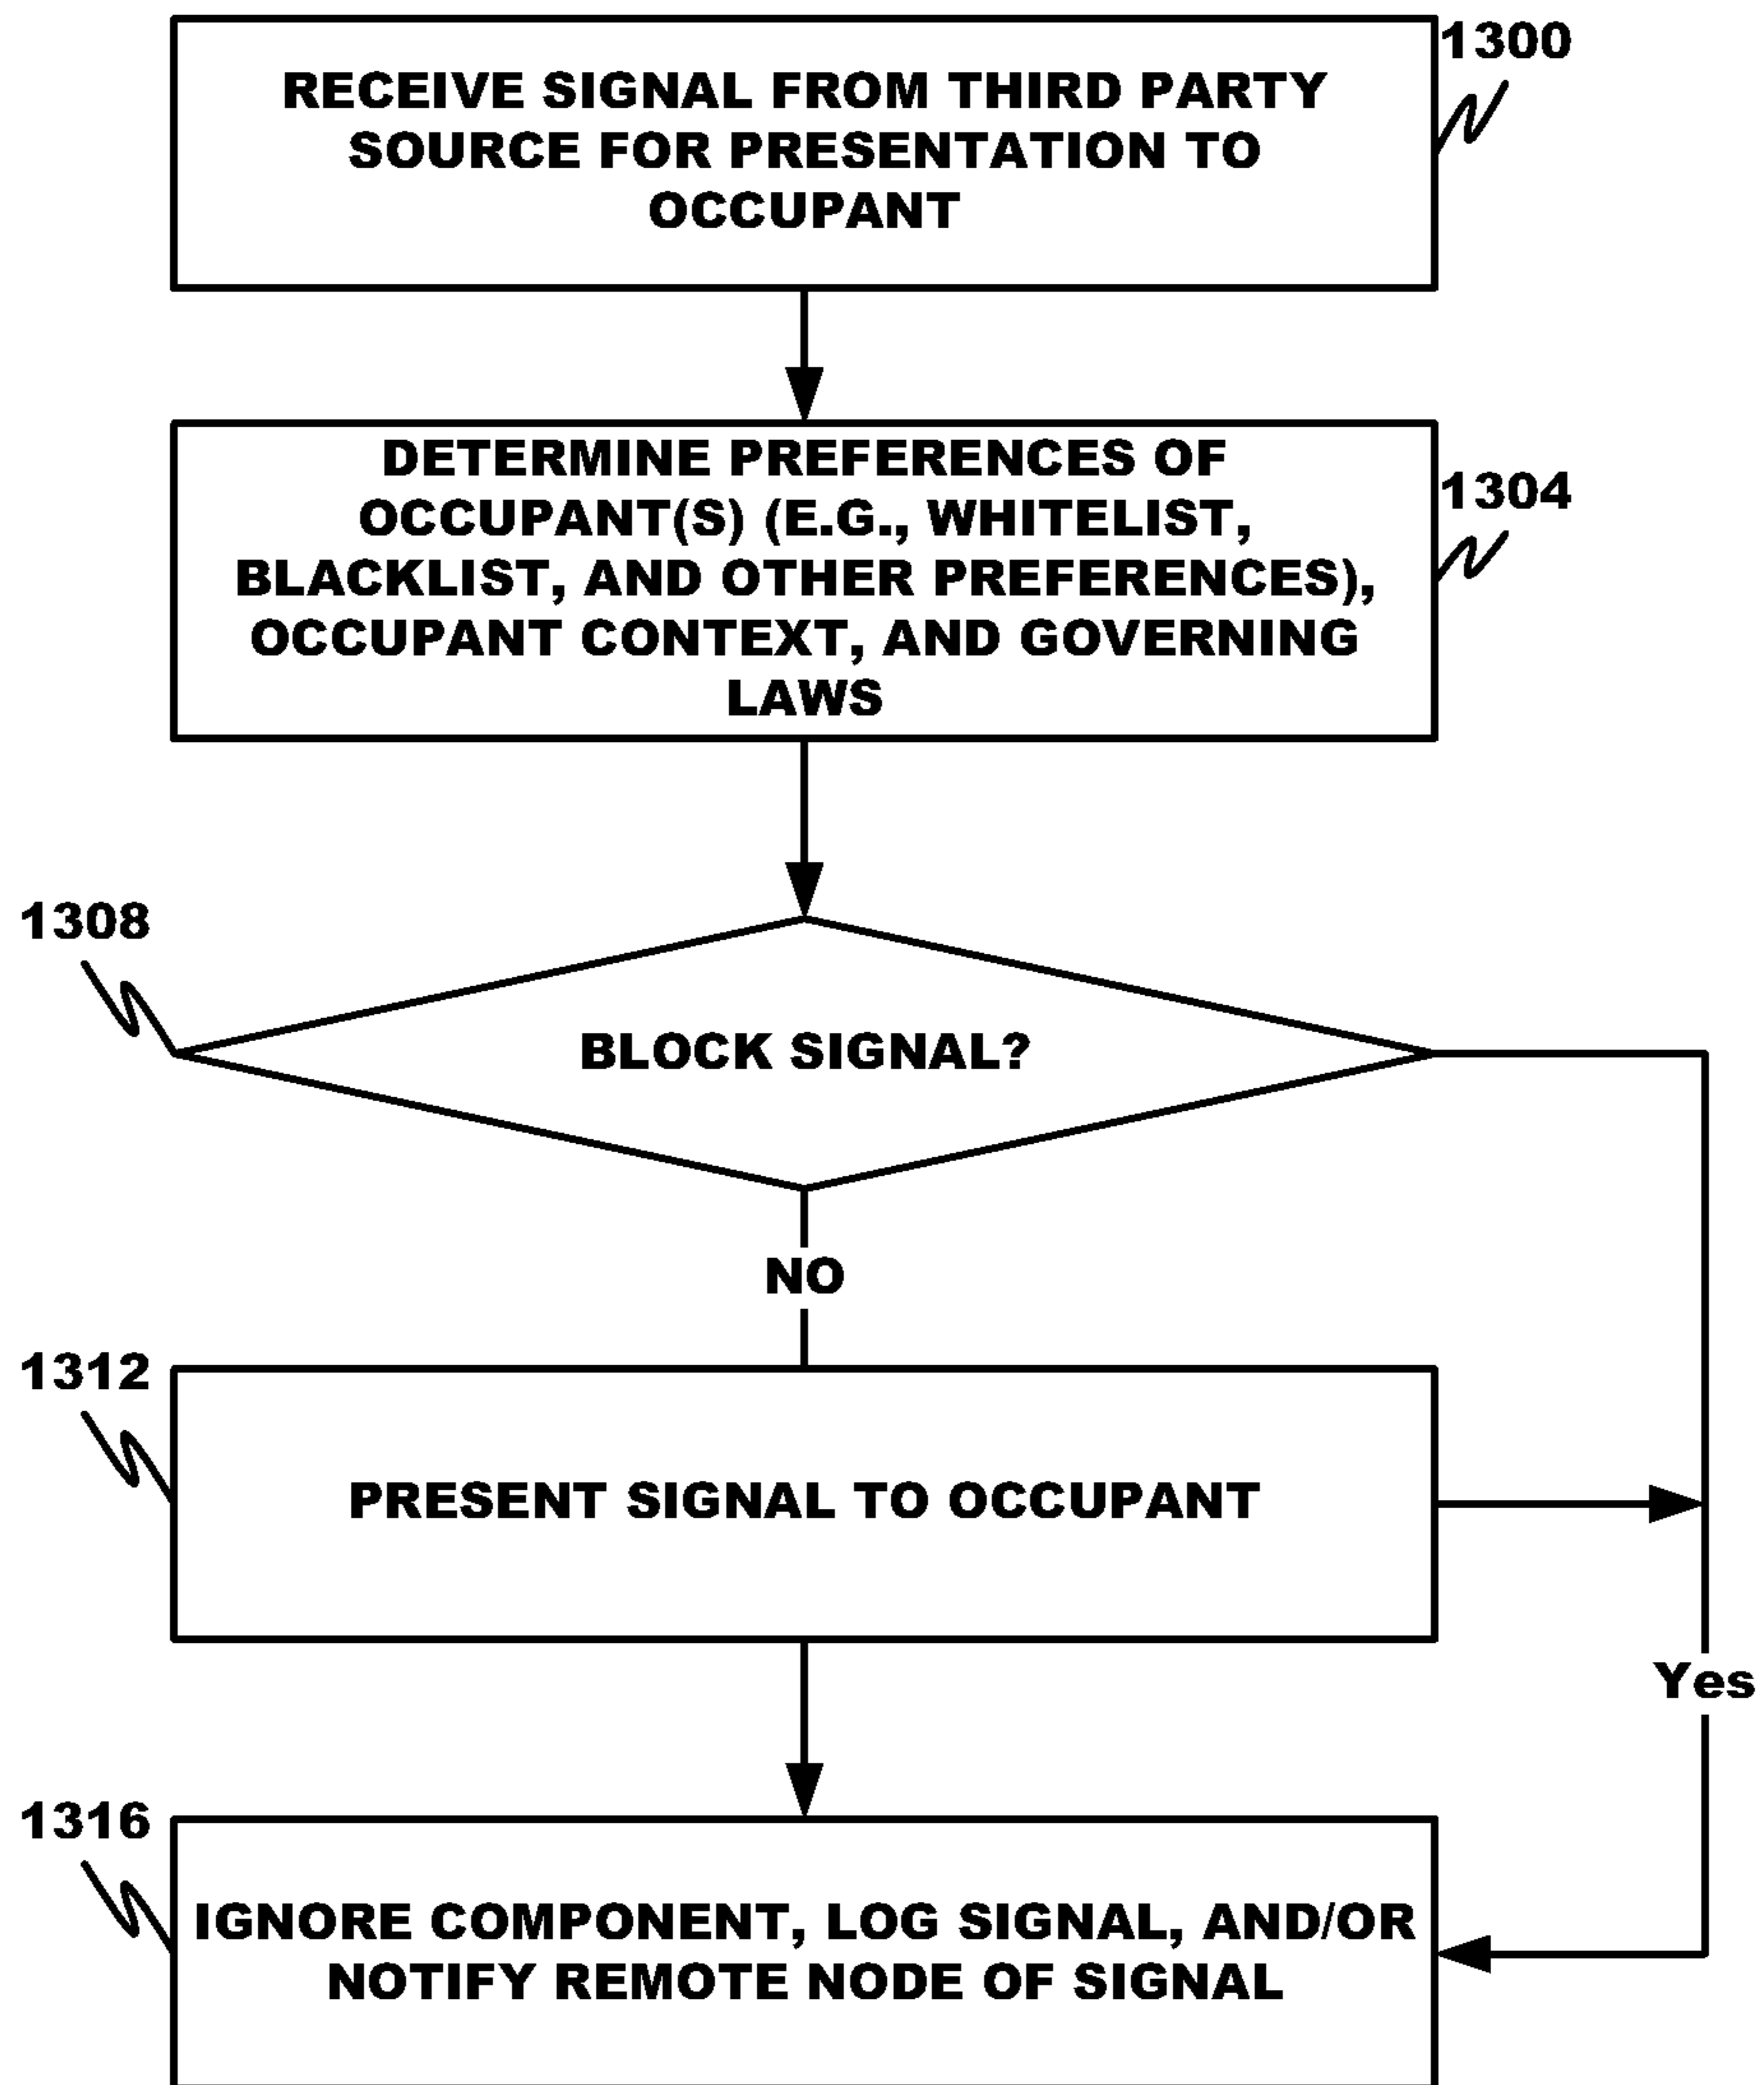 1300
RECEIVE SIGNAL FROM THIRD PARTY
SOURCE FOR PRESENTATION TO
OCCUPANT
1304
DETERMINE PREFERENCES OF
OCCUPANT(S) (E.G., WHITELIST,
BLACKLIST, AND OTHER PREFERENCES),
OCCUPANT CONTEXT, AND GOVERNING
LAWS
1308
BLOCK SIGNAL?
NO
1312
PRESENT SIGNAL TO OCCUPANT
Yes
1316
IGNORE COMPONENT, LOG SIGNAL, AND/OR
NOTIFY REMOTE NODE OF SIGNAL